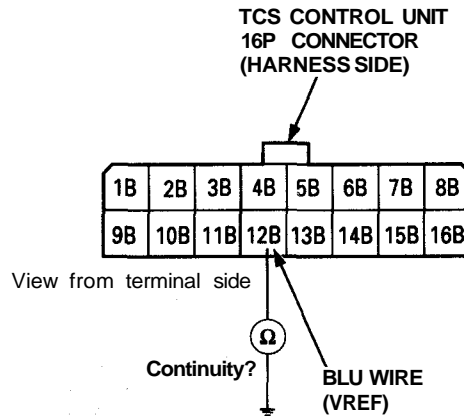 TCS CONTROL UNIT
16P CONNECTOR
(HARNESS SIDE)
1B 2B 3B 4B 5B 6B 7B 8B
9B 10B 11B 12B 13B 14B 15B 16B
View from terminal side
Ω
Continuity?
BLU WIRE
(VREF)